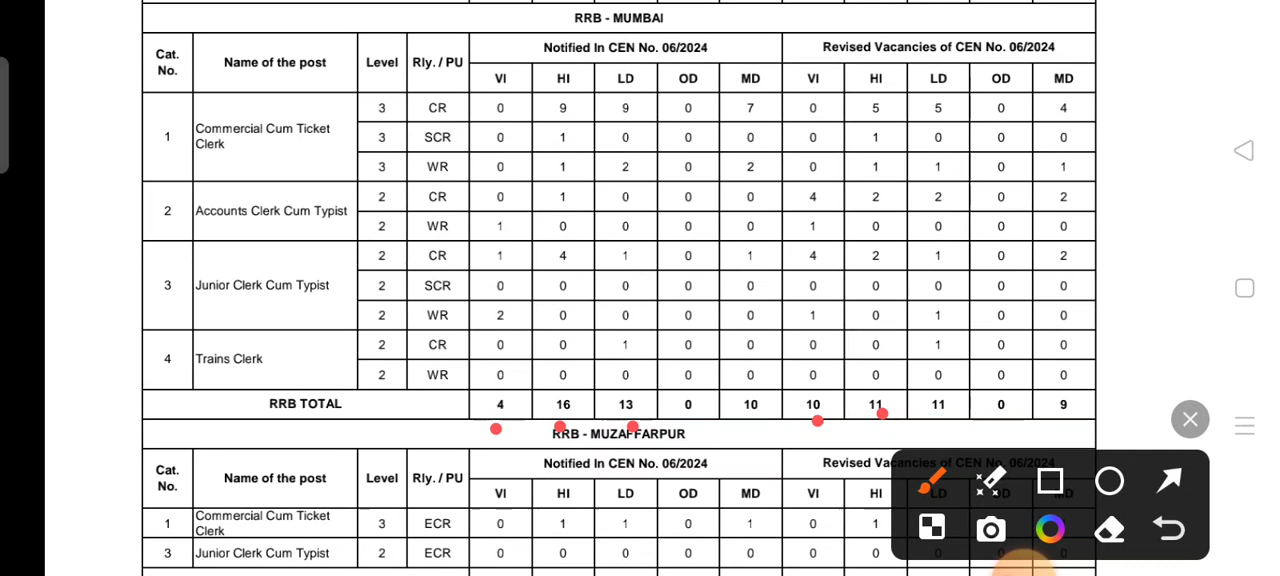 RRB - MUMBAI
Cat. No. Name of the post Level Rly. / PU Notified In CEN No. 06/2024 Revised Vacancies of CEN No. 06/2024
VI HI LD OD MD VI HI LD OD MD
1 Commercial Cum Ticket Clerk 3 CR 0 9 9 0 7 0 5 5 0 4
3 SCR 0 1 0 0 0 0 1 0 0 0
3 WR 0 1 2 0 2 0 1 1 0 1
2 Accounts Clerk Cum Typist 2 CR 0 1 0 0 0 4 2 2 0 2
2 WR 1 0 0 0 0 1 0 0 0 0
3 Junior Clerk Cum Typist 2 CR 1 4 1 0 1 4 2 1 0 2
2 SCR 0 0 0 0 0 0 0 0 0 0
2 WR 2 0 0 0 0 1 0 1 0 0
4 Trains Clerk 2 CR 0 0 1 0 0 0 0 1 0 0
2 WR 0 0 0 0 0 0 0 0 0 0
RRB TOTAL 4 16 13 0 10 10 11 11 0 9
RRB - MUZAFFARPUR
Cat. No. Name of the post Level Rly. / PU Notified In CEN No. 06/2024 Revised Vacancies of CEN No. 06/2024
VI HI LD OD MD VI HI LD OD MD
1 Commercial Cum Ticket Clerk 3 ECR 0 1 1 0 1 0 1
3 Junior Clerk Cum Typist 2 ECR 0 0 0 0 0 0 0